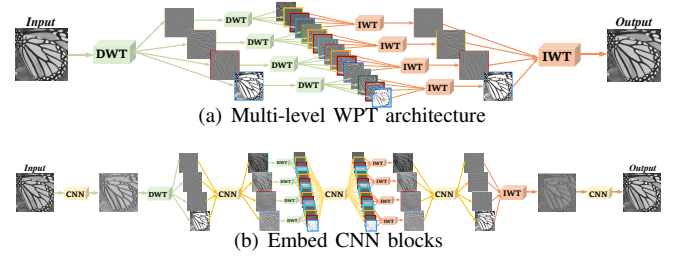 Input
Output
DWT
DWT
DWT
DWT
DWT
IWT
IWT
IWT
IWT
IWT
(a) Multi-level WPT architecture
Input
Output
CNN
DWT
CNN
DWT
DWT
DWT
DWT
CNN
IWT
IWT
IWT
IWT
CNN
IWT
CNN
(b) Embed CNN blocks